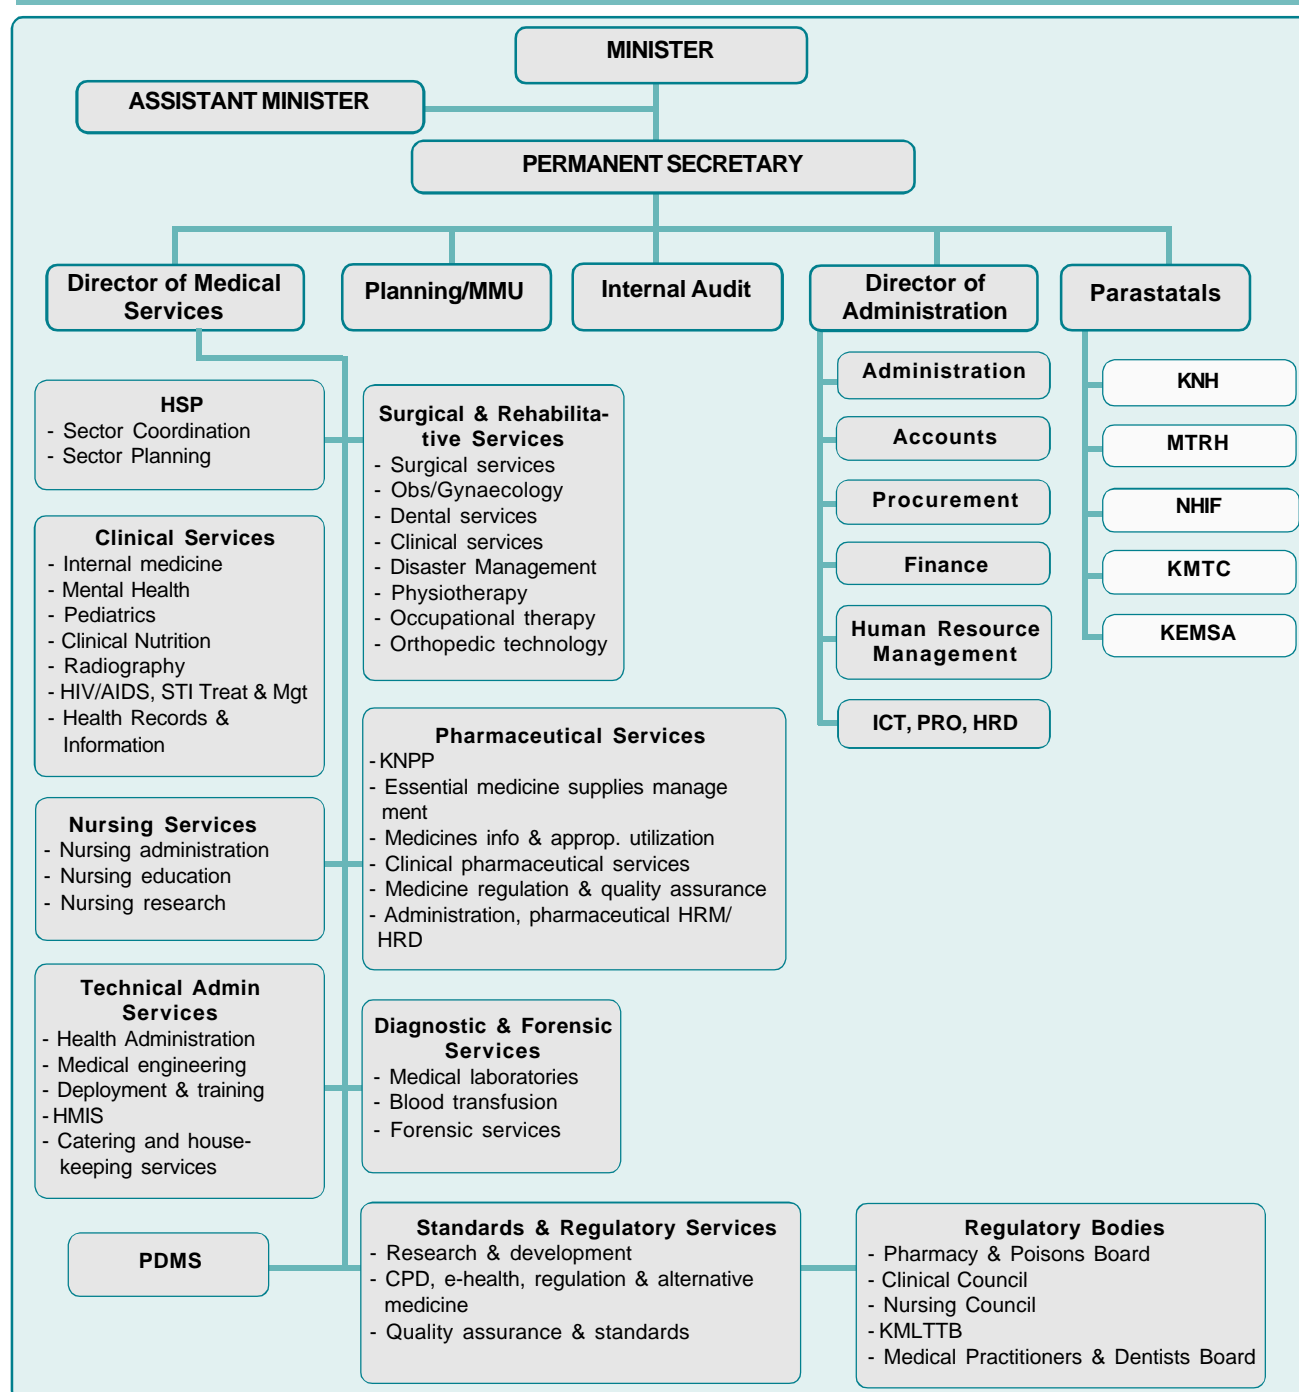 MINISTER
ASSISTANT MINISTER
PERMANENT SECRETARY
Director of Medical
Services
Planning/MMU
Internal Audit
Director of
Administration
Parastatals
HSP
- Sector Coordination
- Sector Planning
Clinical Services
- Internal medicine
- Mental Health
- Pediatrics
- Clinical Nutrition
- Radiography
- HIV/AIDS, STI Treat & Mgt
- Health Records &
Information
Nursing Services
- Nursing administration
- Nursing education
- Nursing research
Technical Admin
Services
- Health Administration
- Medical engineering
- Deployment & training
- HMIS
- Catering and house-
keeping services
PDMS
Surgical & Rehabilita-
tive Services
- Surgical services
- Obs/Gynaecology
- Dental services
- Clinical services
- Disaster Management
- Physiotherapy
- Occupational therapy
- Orthopedic technology
Pharmaceutical Services
- KNPP
- Essential medicine supplies manage
ment
- Medicines info & approp. utilization
- Clinical pharmaceutical services
- Medicine regulation & quality assurance
- Administration, pharmaceutical HRM/
HRD
Diagnostic & Forensic
Services
- Medical laboratories
- Blood transfusion
- Forensic services
Standards & Regulatory Services
- Research & development
- CPD, e-health, regulation & alternative
medicine
- Quality assurance & standards
Regulatory Bodies
- Pharmacy & Poisons Board
- Clinical Council
- Nursing Council
- KMLTTB
- Medical Practitioners & Dentists Board
Administration
Accounts
Procurement
Finance
Human Resource
Management
ICT, PRO, HRD
KNH
MTRH
NHIF
KMTC
KEMSA